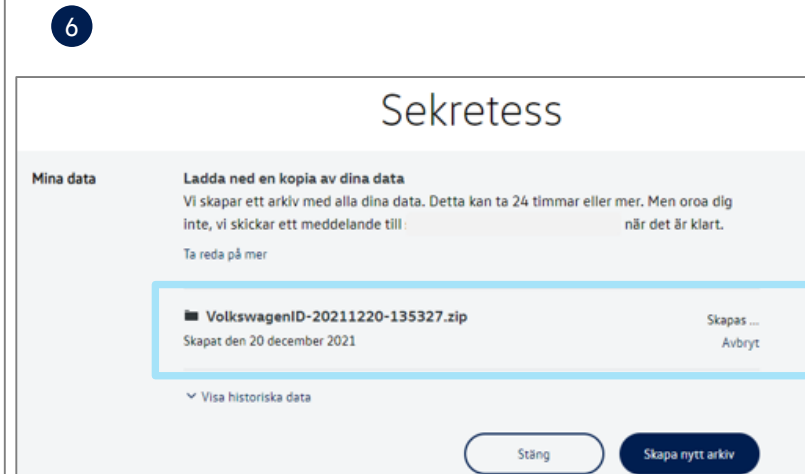 6
Sekretess
Mina data
Ladda ned en kopia av dina data
Vi skapar ett arkiv med alla dina data. Detta kan ta 24 timmar eller mer. Men oroa dig
inte, vi skickar ett meddelande till när det är klart.
Ta reda på mer
VolkswagenID-20211220-135327.zip
Skapas ...
Skapat den 20 december 2021
Avbryt
Visa historiska data
Stäng
Skapa nytt arkiv